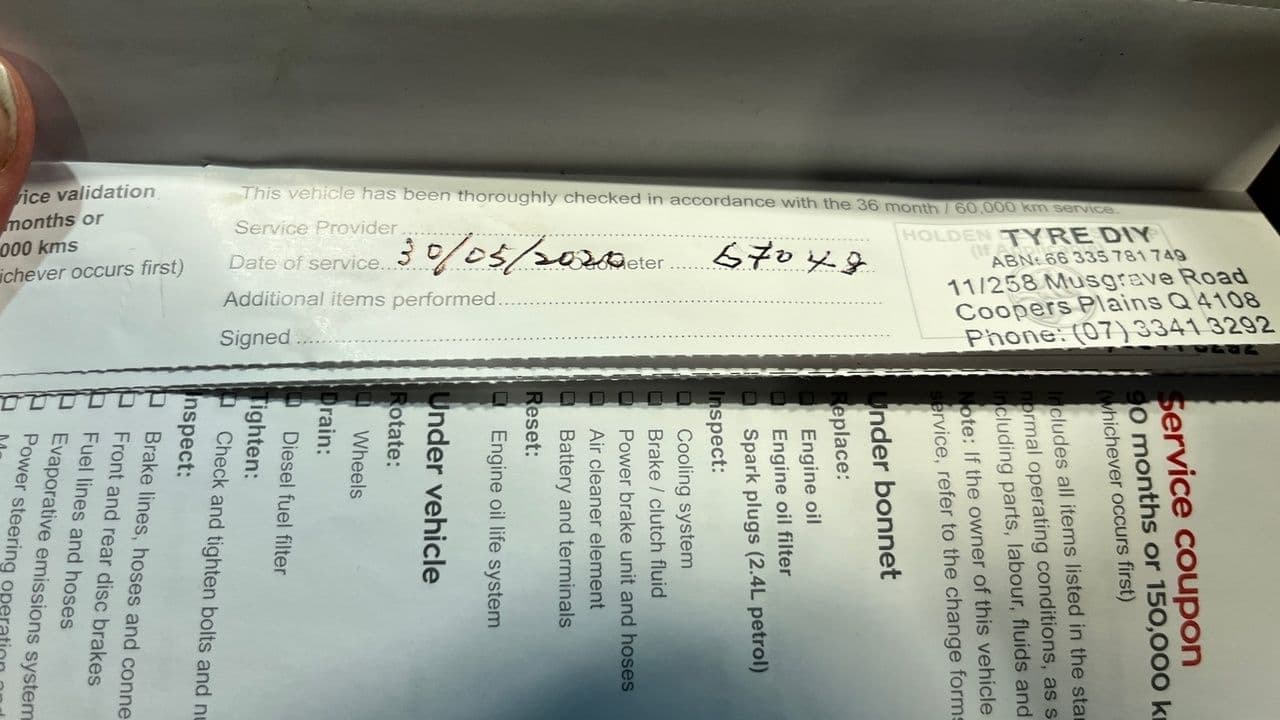 rice validation
months or
000 kms
ichever occurs first)
This vehicle has been thoroughly checked in accordance with the 36 month / 60,000 km service.
Service Provider
Date of service 30/05/2020 meter 67048
Additional items performed
Signed
HOLDEN TYRE DIY
ABN: 66 335 781 749
11/258 Musgrave Road
Coopers Plains Q 4108
Phone: (07) 3341 3292
Service coupon
90 months or 150,000 k
(whichever occurs first)
Includes all items listed in the sta
normal operating conditions, as s
including parts, labour, fluids and
Note: If the owner of this vehicle
service, refer to the change form
Under bonnet
Replace:
Engine oil
Engine oil filter
Spark plugs (2.4L petrol)
Inspect:
Cooling system
Brake / clutch fluid
Power brake unit and hoses
Air cleaner element
Battery and terminals
Reset:
Engine oil life system
Under vehicle
Rotate:
Wheels
Drain:
Diesel fuel filter
Tighten:
Check and tighten bolts and nu
Inspect:
Brake lines, hoses and conne
Front and rear disc brakes
Fuel lines and hoses
Evaporative emissions system
Power steering operation and